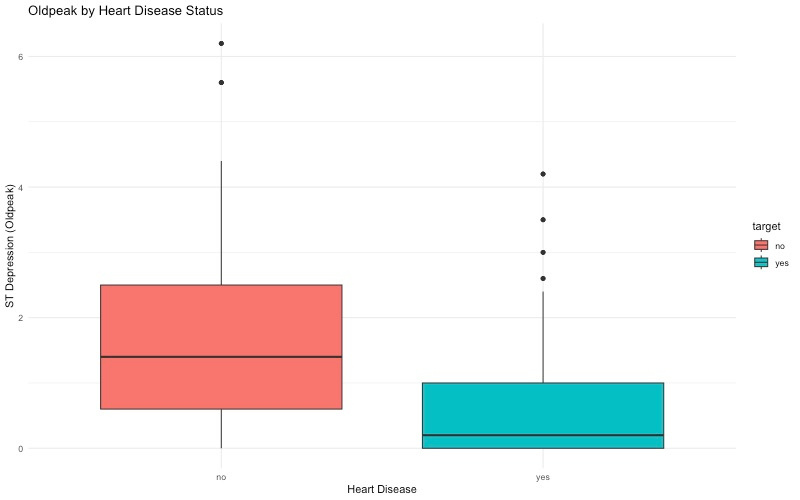 Oldpeak by Heart Disease Status
ST Depression (Oldpeak)
6
4
2
0
no
yes
Heart Disease
target
no
yes